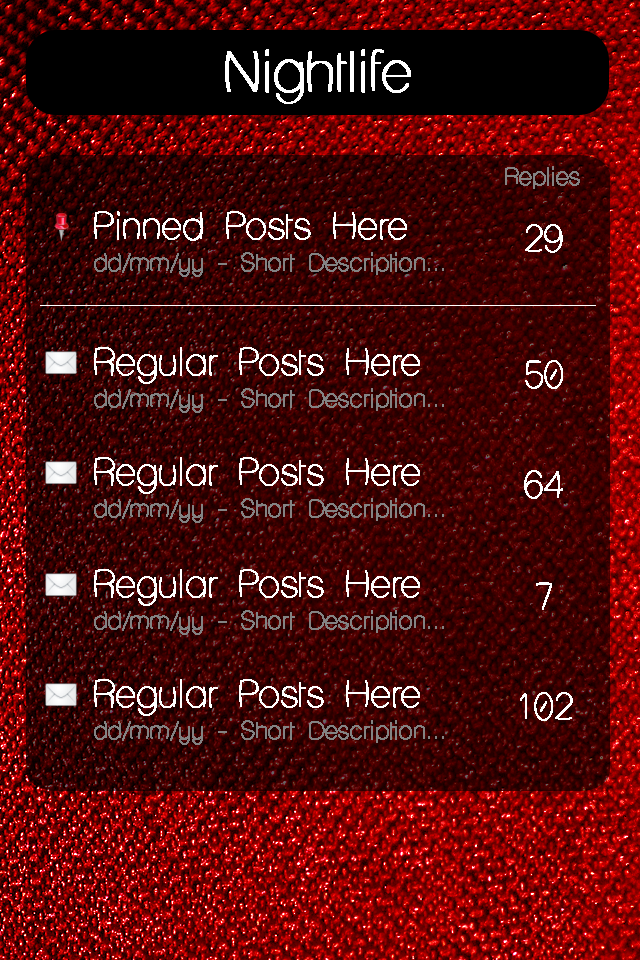 Nightlife
Replies
Pinned Posts Here
29
dd/mm/yy - Short Description...
Regular Posts Here
50
dd/mm/yy - Short Description...
Regular Posts Here
64
dd/mm/yy - Short Description...
Regular Posts Here
7
dd/mm/yy - Short Description...
Regular Posts Here
102
dd/mm/yy - Short Description...